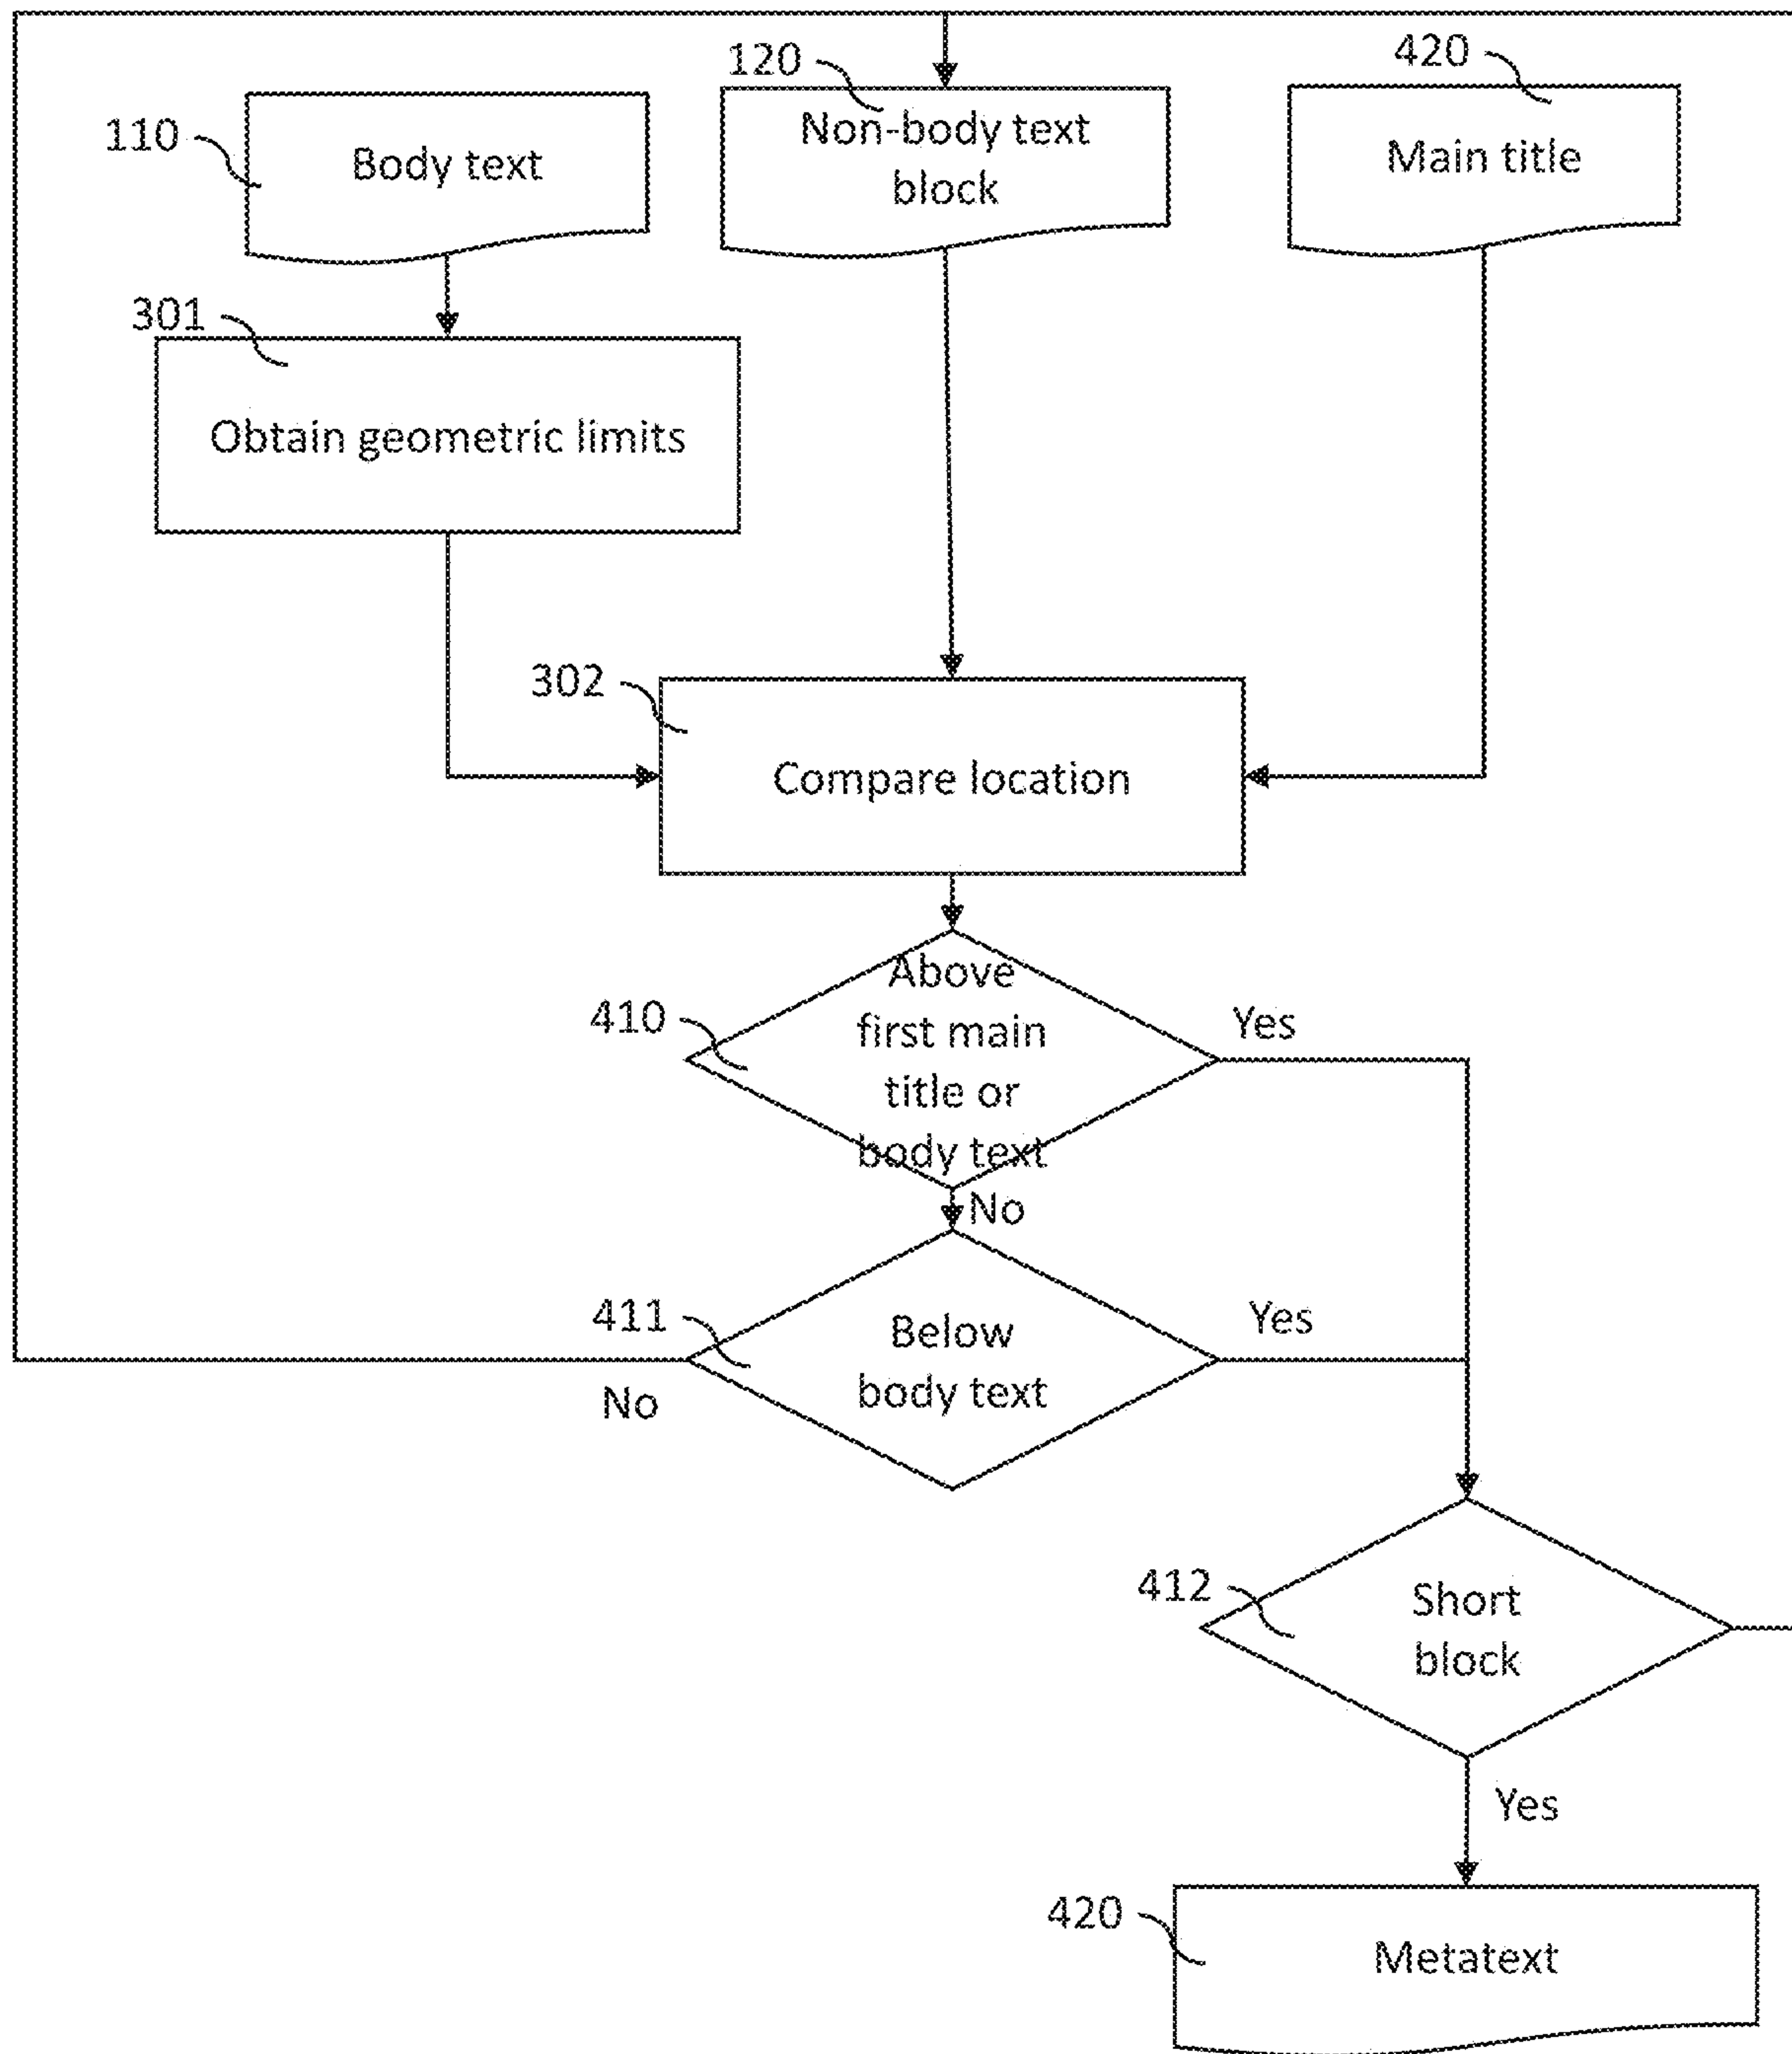 120
420
110
Body text
Non-body text
block
Main title
301
Obtain geometric limits
302
Compare location
410
Above
first main
title or
body text
Yes
No
411
Below
body text
Yes
No
412
Short
block
Yes
420
Metatext